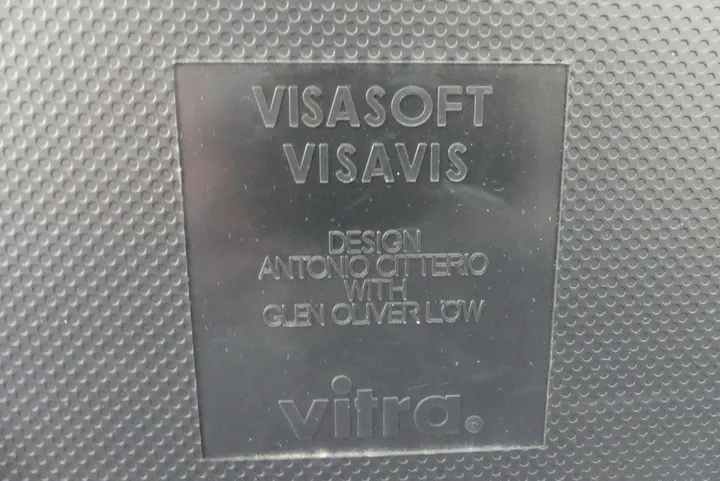 VISASOFT
VISAVIS
DESIGN
ANTONIO CITTERIO
WITH
GLEN OLIVER LÖW
vitra.